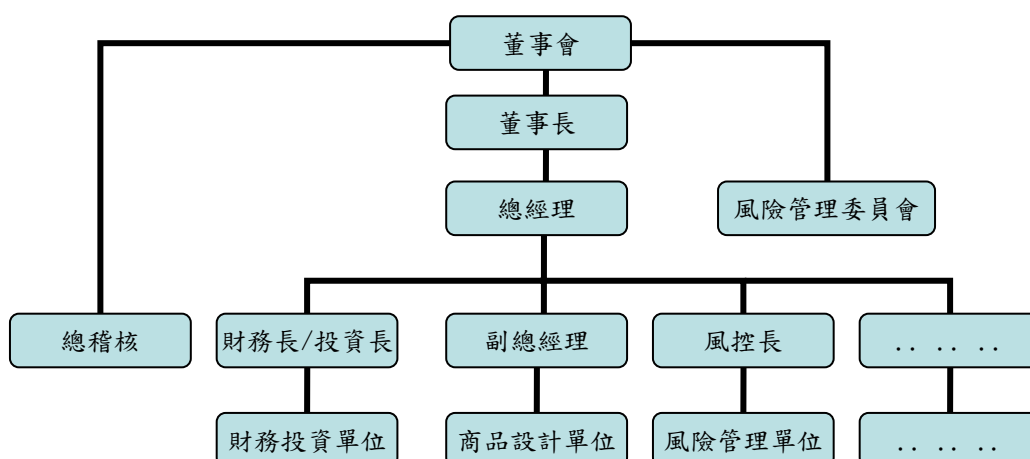 董事會
董事長
總經理
風險管理委員會
總稽核
財務長/投資長
副總經理
風控長
.. .. ..
財務投資單位
商品設計單位
風險管理單位
.. .. ..